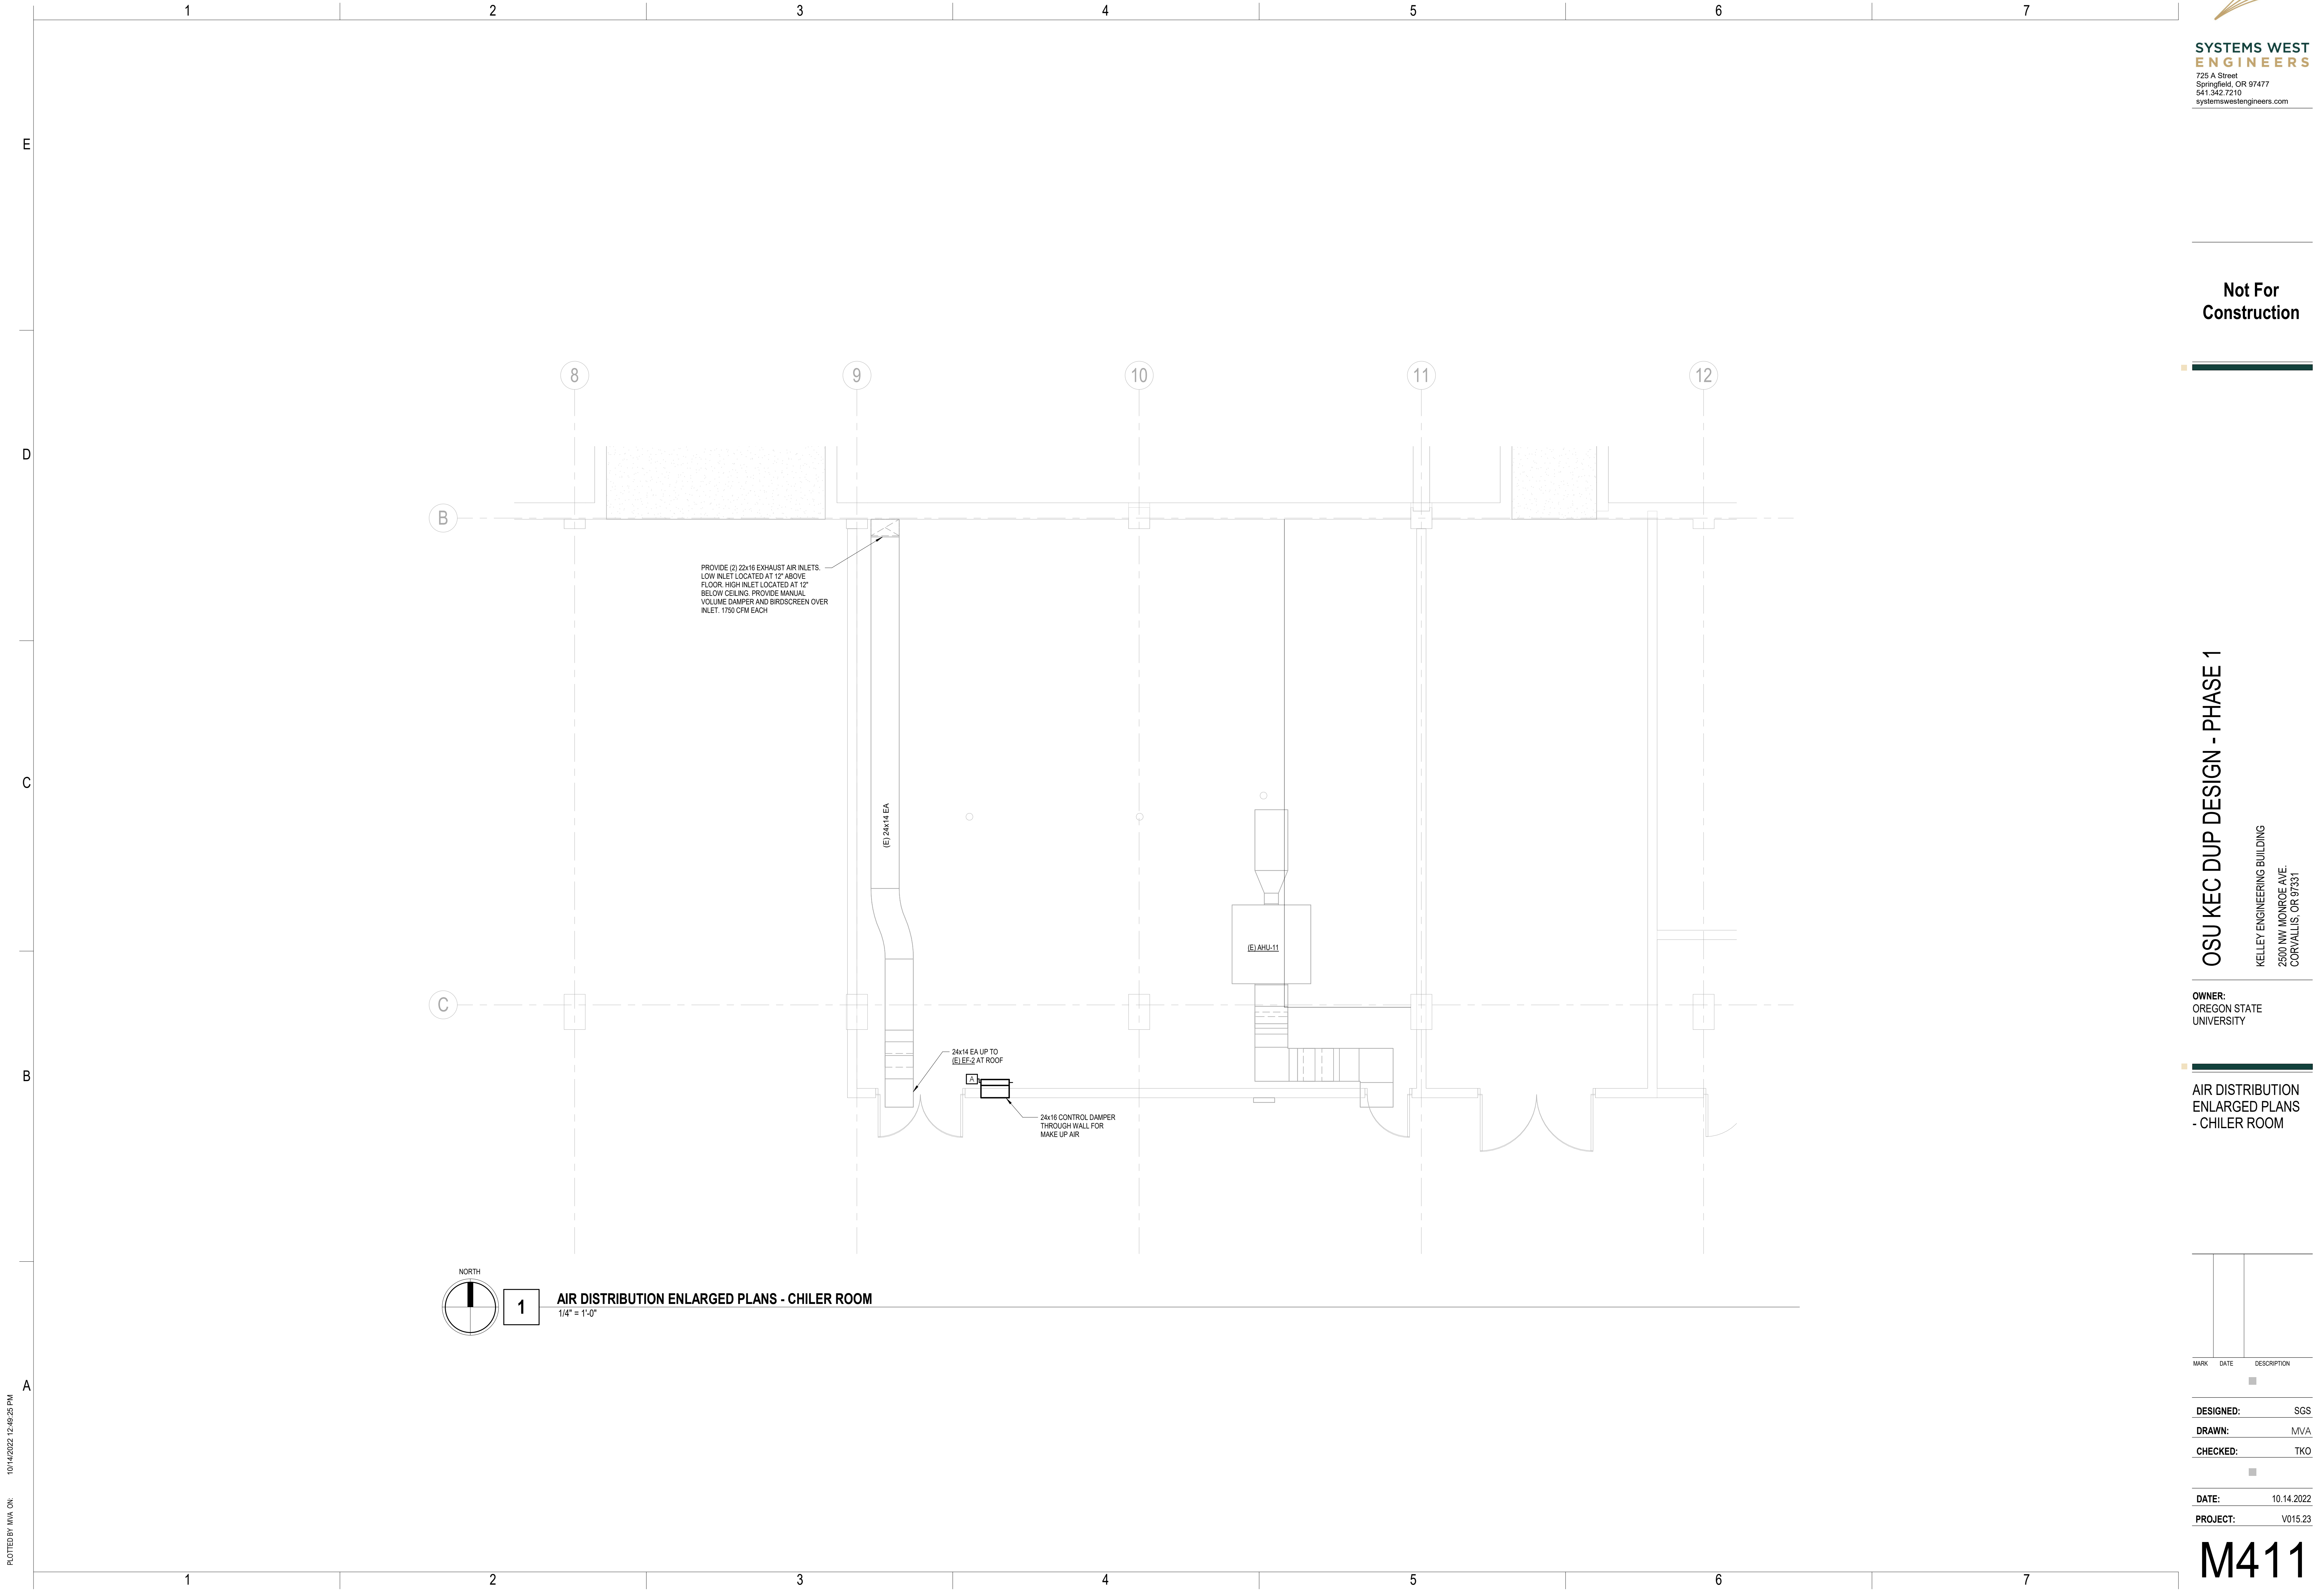 1 2 3 4 5 6 7
SYSTEMS WEST
ENGINEERS
725 A Street
Springfield, OR 97477
541.342.7210
systemswestengineers.com
E
Not For
Construction
8 9 10 11 12
D
B
PROVIDE (2) 22x16 EXHAUST AIR INLETS.
LOW INLET LOCATED AT 12" ABOVE
FLOOR. HIGH INLET LOCATED AT 12"
BELOW CEILING. PROVIDE MANUAL
VOLUME DAMPER AND BIRDSCREEN OVER
INLET. 1750 CFM EACH
OSU KEC DUP DESIGN - PHASE 1
KELLEY ENGINEERING BUILDING
2500 NW MONROE AVE.
CORVALLIS, OR 97331
C
(E) 24x14 EA
(E) AHU-11
C
OWNER:
OREGON STATE
UNIVERSITY
24x14 EA UP TO
(E) EF-2 AT ROOF
B
A
24x16 CONTROL DAMPER
THROUGH WALL FOR
MAKE UP AIR
AIR DISTRIBUTION
ENLARGED PLANS
- CHILER ROOM
NORTH
1
AIR DISTRIBUTION ENLARGED PLANS - CHILER ROOM
1/4" = 1'-0"
MARK DATE DESCRIPTION
A
DESIGNED: SGS
DRAWN: MVA
CHECKED: TKO
DATE: 10.14.2022
PROJECT: V015.23
M411
PLOTTED BY MVA ON: 10/14/2022 12:49:25 PM
1 2 3 4 5 6 7